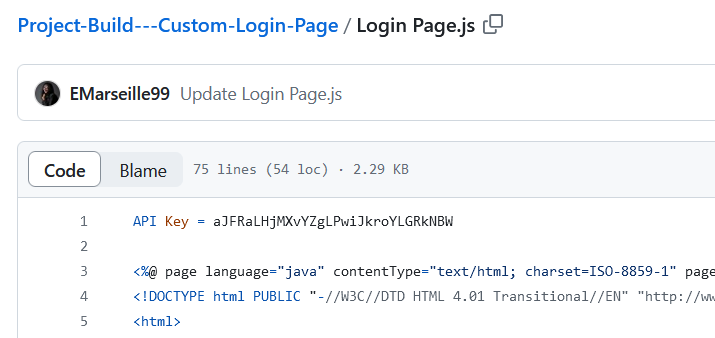 Project-Build---Custom-Login-Page / Login Page.js
EMarseille99 Update Login Page.js
Code Blame 75 lines (54 loc) · 2.29 KB
1 API Key = aJFRaLHjMXvYZgLPwiJkroYLGRkNBW
2
3 <%@ page language="java" contentType="text/html; charset=ISO-8859-1" page
4 <!DOCTYPE html PUBLIC "-//W3C//DTD HTML 4.01 Transitional//EN" "http://ww
5 <html>